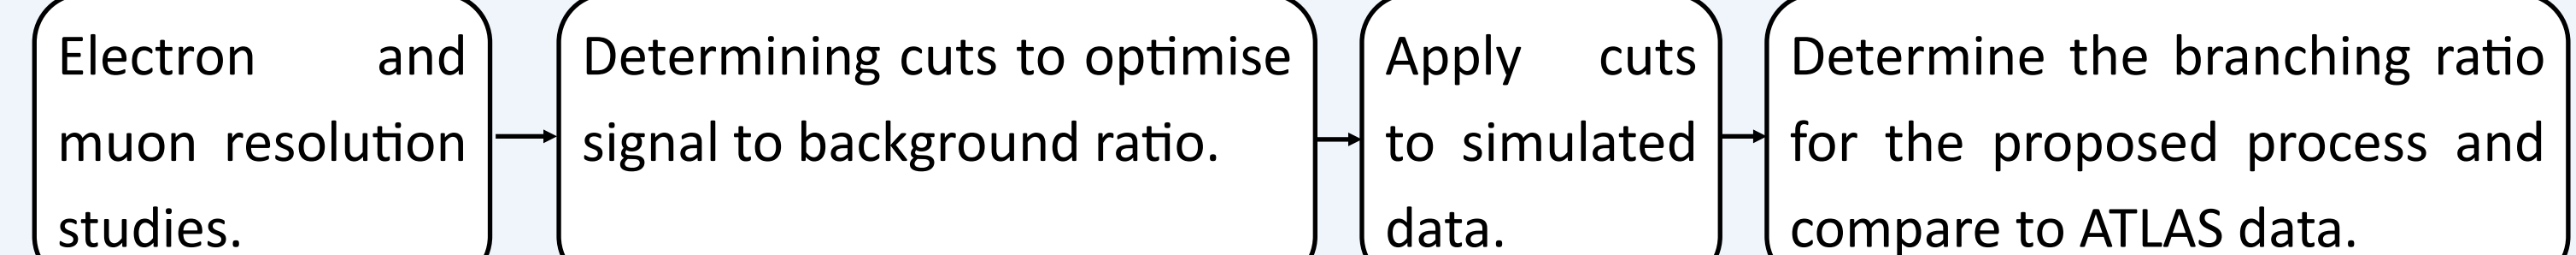 Electron and
muon resolution
studies.
Determining cuts to optimise
signal to background ratio.
Apply cuts
to simulated
data.
Determine the branching ratio
for the proposed process and
compare to ATLAS data.